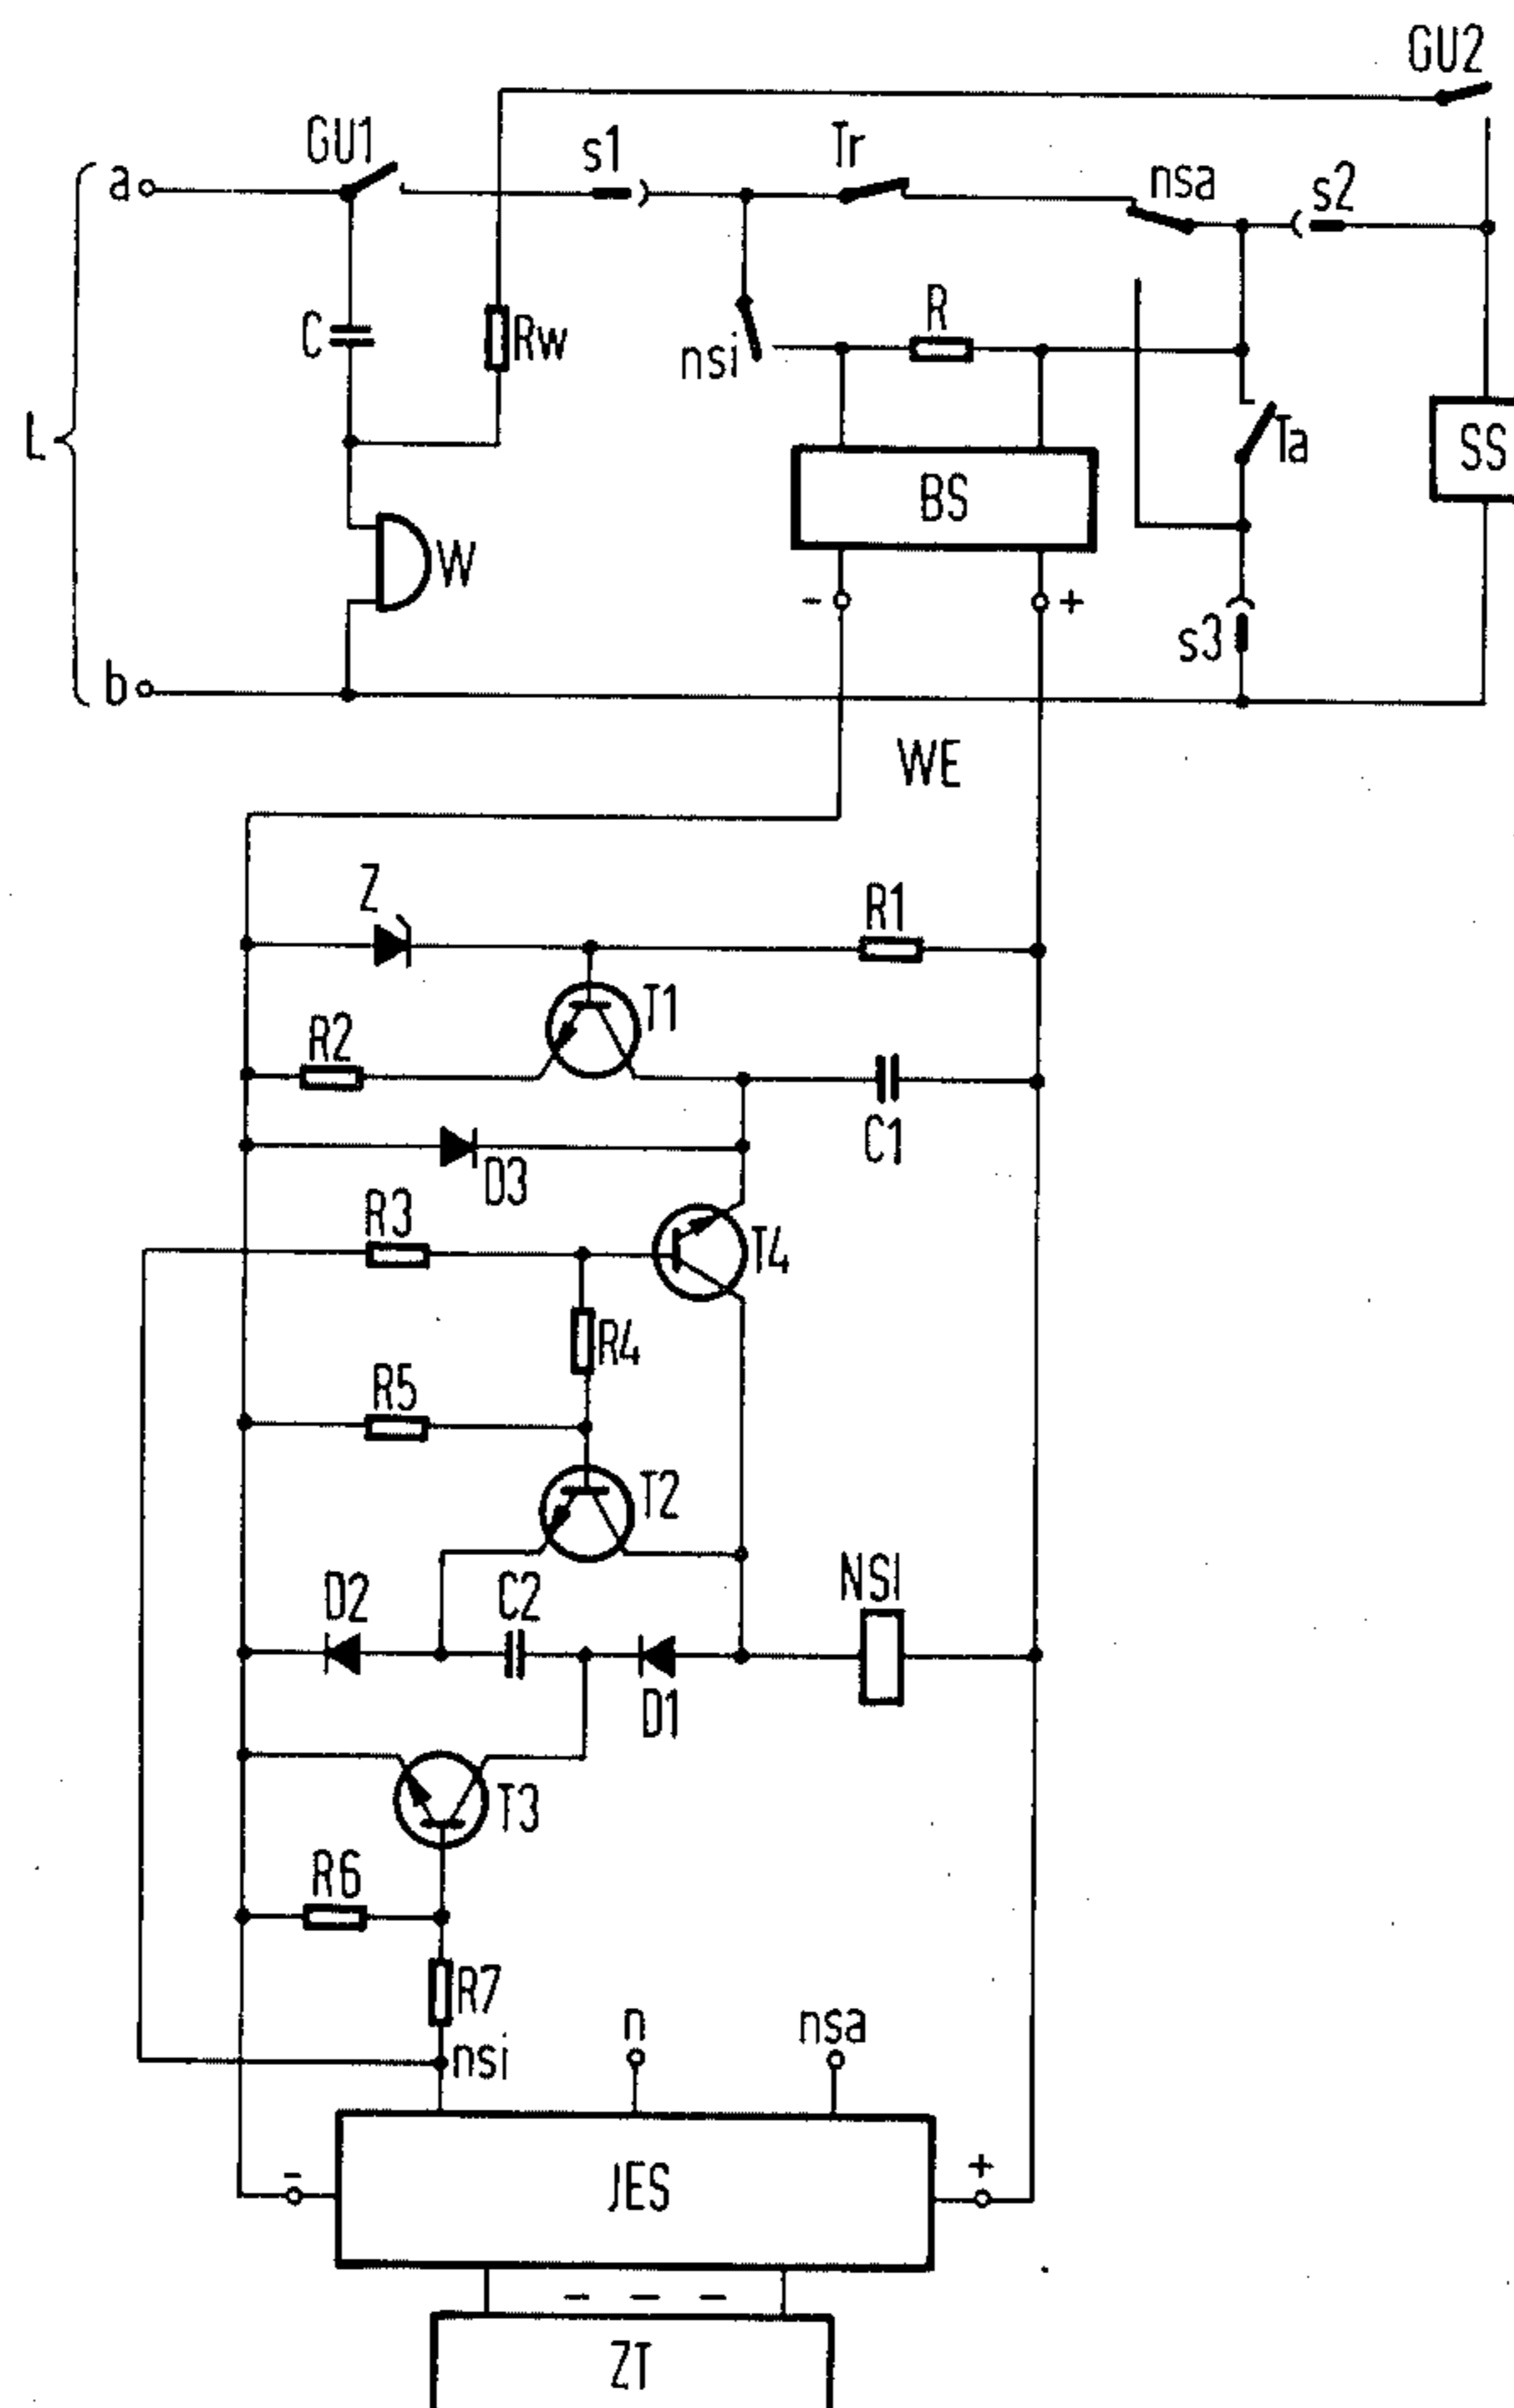 GU2
GU1
s1
Tr
nsa
s2
a
C
Rw
nsi
R
L
Ta
SS
BS
W
- +
s3
b
WE
Z
R1
T1
R2
C1
D3
R3
T4
R4
R5
T2
D2
C2
NSI
D1
T3
R6
R7
nsi
n
nsa
-
JES
+
ZT